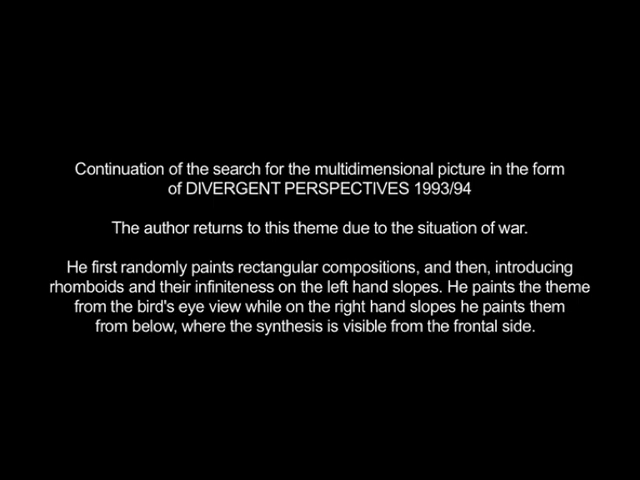 Continuation of the search for the multidimensional picture in the form
of DIVERGENT PERSPECTIVES 1993/94
The author returns to this theme due to the situation of war.
He first randomly paints rectangular compositions, and then, introducing
rhomboids and their infiniteness on the left hand slopes. He paints the theme
from the bird's eye view while on the right hand slopes he paints them
from below, where the synthesis is visible from the frontal side.